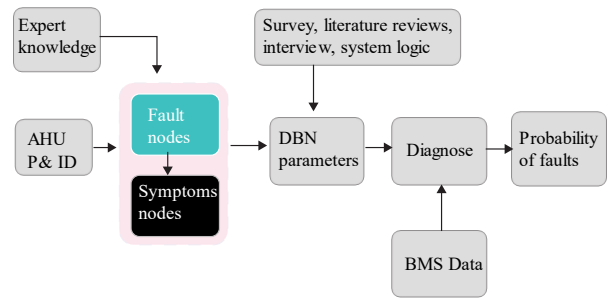 Expert
knowledge
Survey, literature reviews,
interview, system logic
AHU
P& ID
Fault
nodes
Symptoms
nodes
DBN
parameters
Diagnose
Probability
of faults
BMS Data